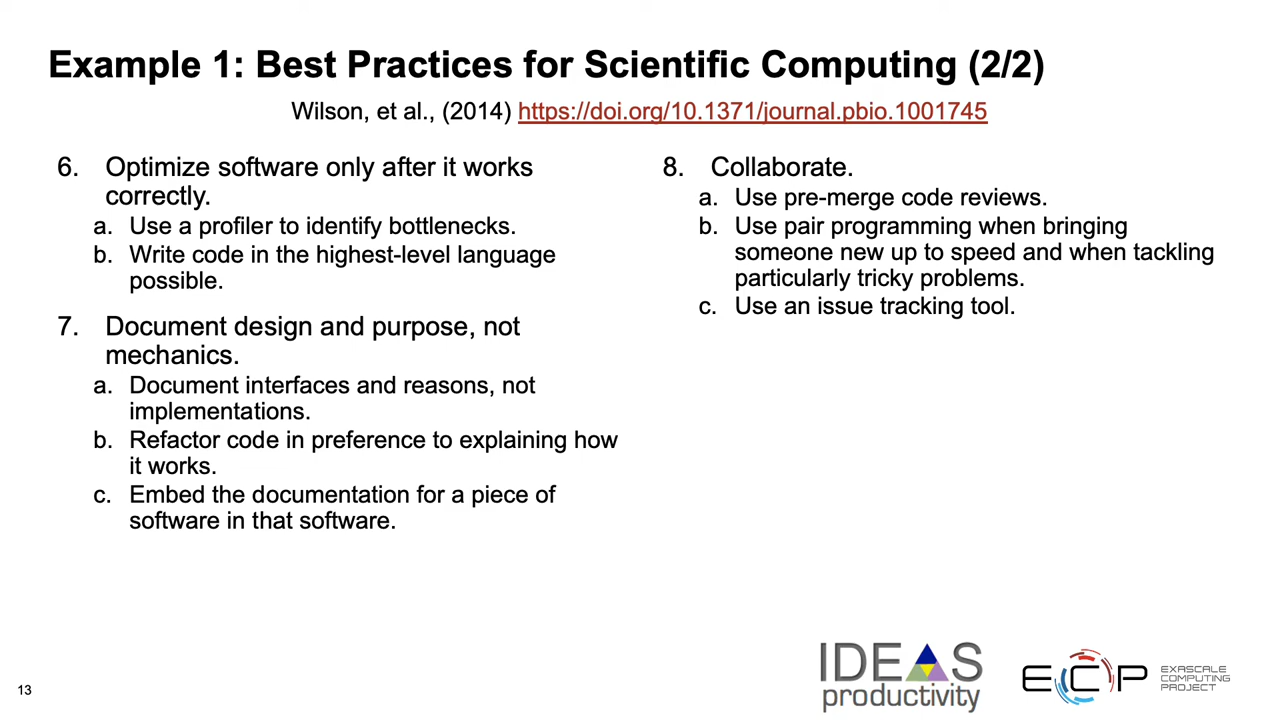 Example 1: Best Practices for Scientific Computing (2/2)
Wilson, et al., (2014) https://doi.org/10.1371/journal.pbio.1001745
6. Optimize software only after it works
correctly.
a. Use a profiler to identify bottlenecks.
b. Write code in the highest-level language
possible.
7. Document design and purpose, not
mechanics.
a. Document interfaces and reasons, not
implementations.
b. Refactor code in preference to explaining how
it works.
c. Embed the documentation for a piece of
software in that software.
8. Collaborate.
a. Use pre-merge code reviews.
b. Use pair programming when bringing
someone new up to speed and when tackling
particularly tricky problems.
c. Use an issue tracking tool.
13
IDEAS
productivity
ECP
EXASCALE
COMPUTING
PROJECT